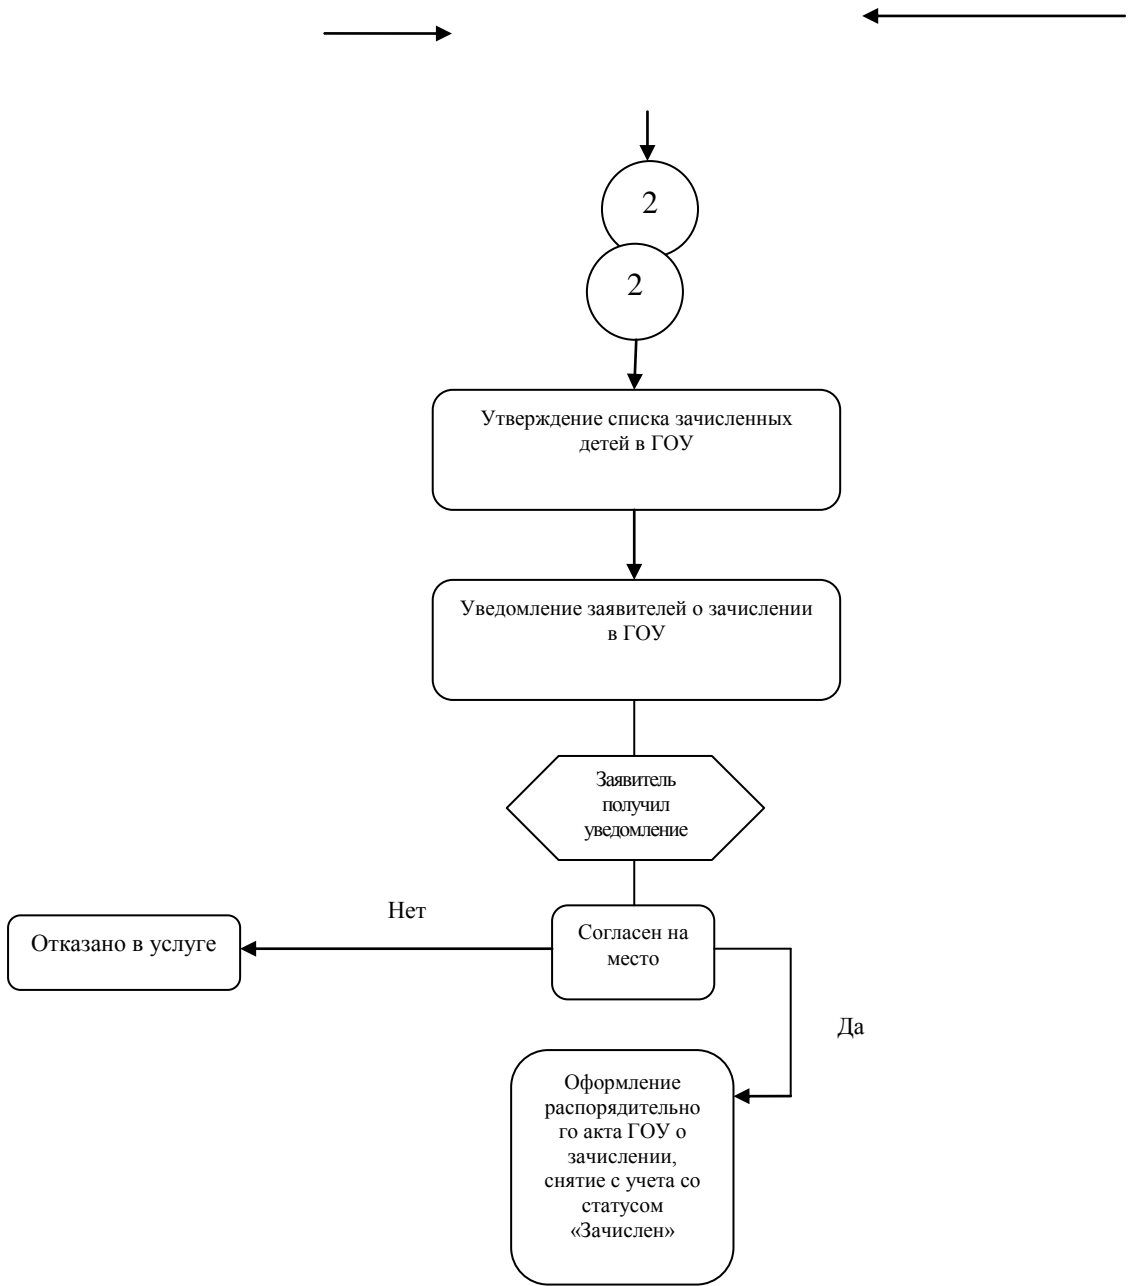 2
2
Утверждение списка зачисленных
детей в ГОУ
Уведомление заявителей о зачислении
в ГОУ
Заявитель
получил
уведомление
Нет
Отказано в услуге
Согласен на
место
Да
Оформление
распорядительно
го акта ГОУ о
зачислении,
снятие с учета со
статусом
«Зачислен»